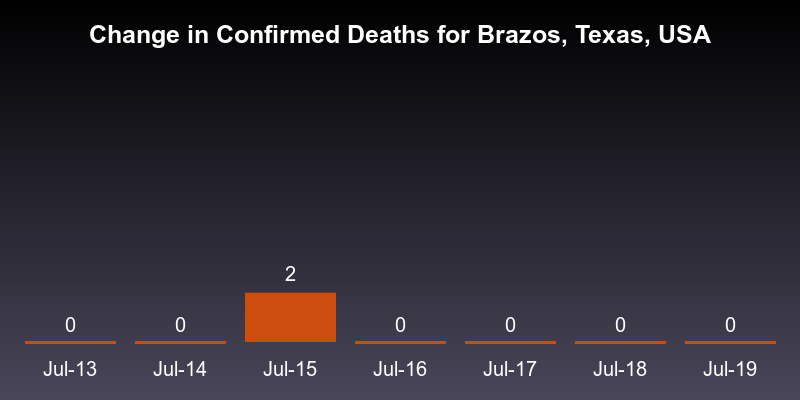 Change in Confirmed Deaths for Brazos, Texas, USA
2
0 0 0 0 0 0
Jul-13 Jul-14 Jul-15 Jul-16 Jul-17 Jul-18 Jul-19